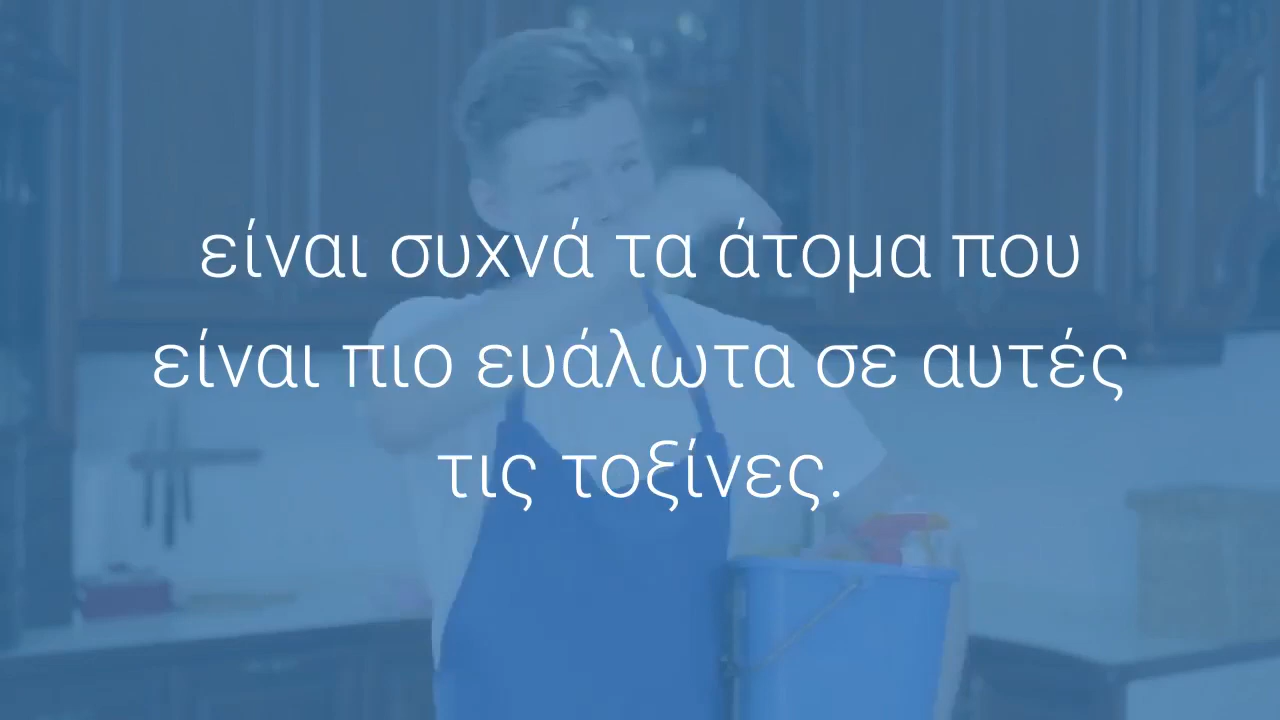 είναι συχνά τα άτομα που
είναι πιο ευάλωτα σε αυτές
τις τοξίνες.